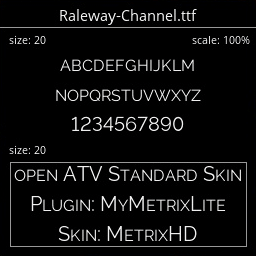 Raleway-Channel.ttf
size: 20 scale: 100%
ABCDEFGHIJKLM
NOPQRSTUVWXYZ
1234567890
size: 20
OPEN ATV STANDARD SKIN
PLUGIN: MYMETRIXLITE
SKIN: METRIXHD